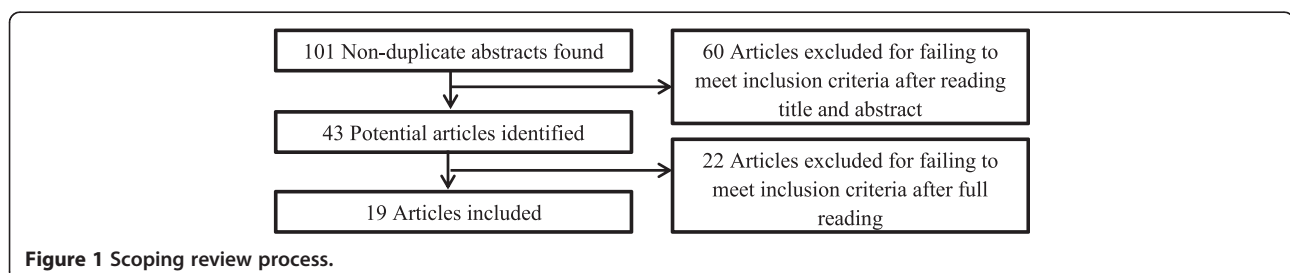 101 Non-duplicate abstracts found
60 Articles excluded for failing to
meet inclusion criteria after reading
title and abstract
43 Potential articles identified
22 Articles excluded for failing to
meet inclusion criteria after full
reading
19 Articles included
Figure 1 Scoping review process.